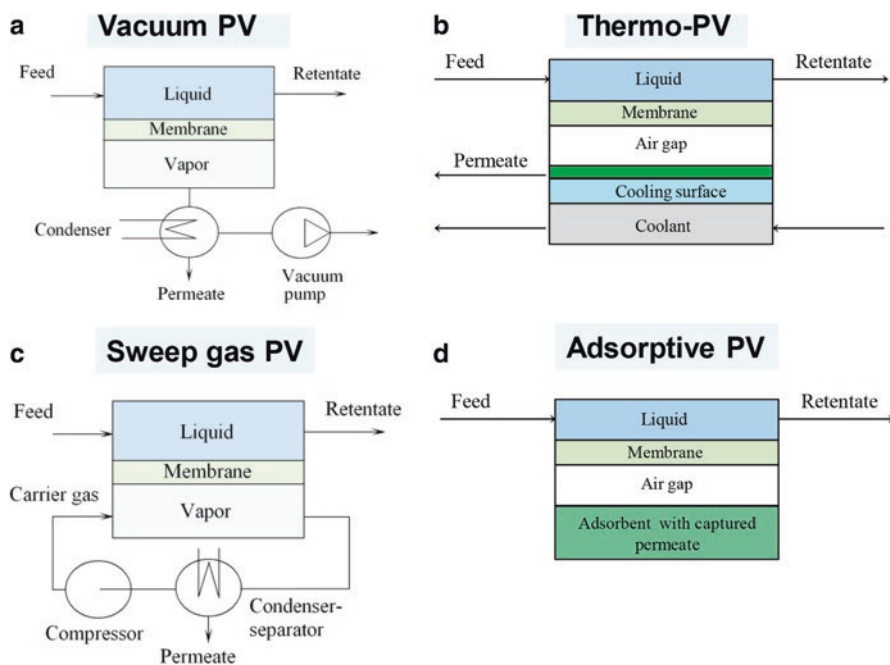 a
Vacuum PV
Feed
Retentate
Liquid
Membrane
Vapor
Condenser
Permeate
Vacuum
pump
b
Thermo-PV
Feed
Retentate
Liquid
Membrane
Air gap
Permeate
Cooling surface
Coolant
c
Sweep gas PV
Feed
Retentate
Liquid
Membrane
Carrier gas
Vapor
Compressor
Condenser-
separator
Permeate
d
Adsorptive PV
Feed
Retentate
Liquid
Membrane
Air gap
Adsorbent with captured
permeate